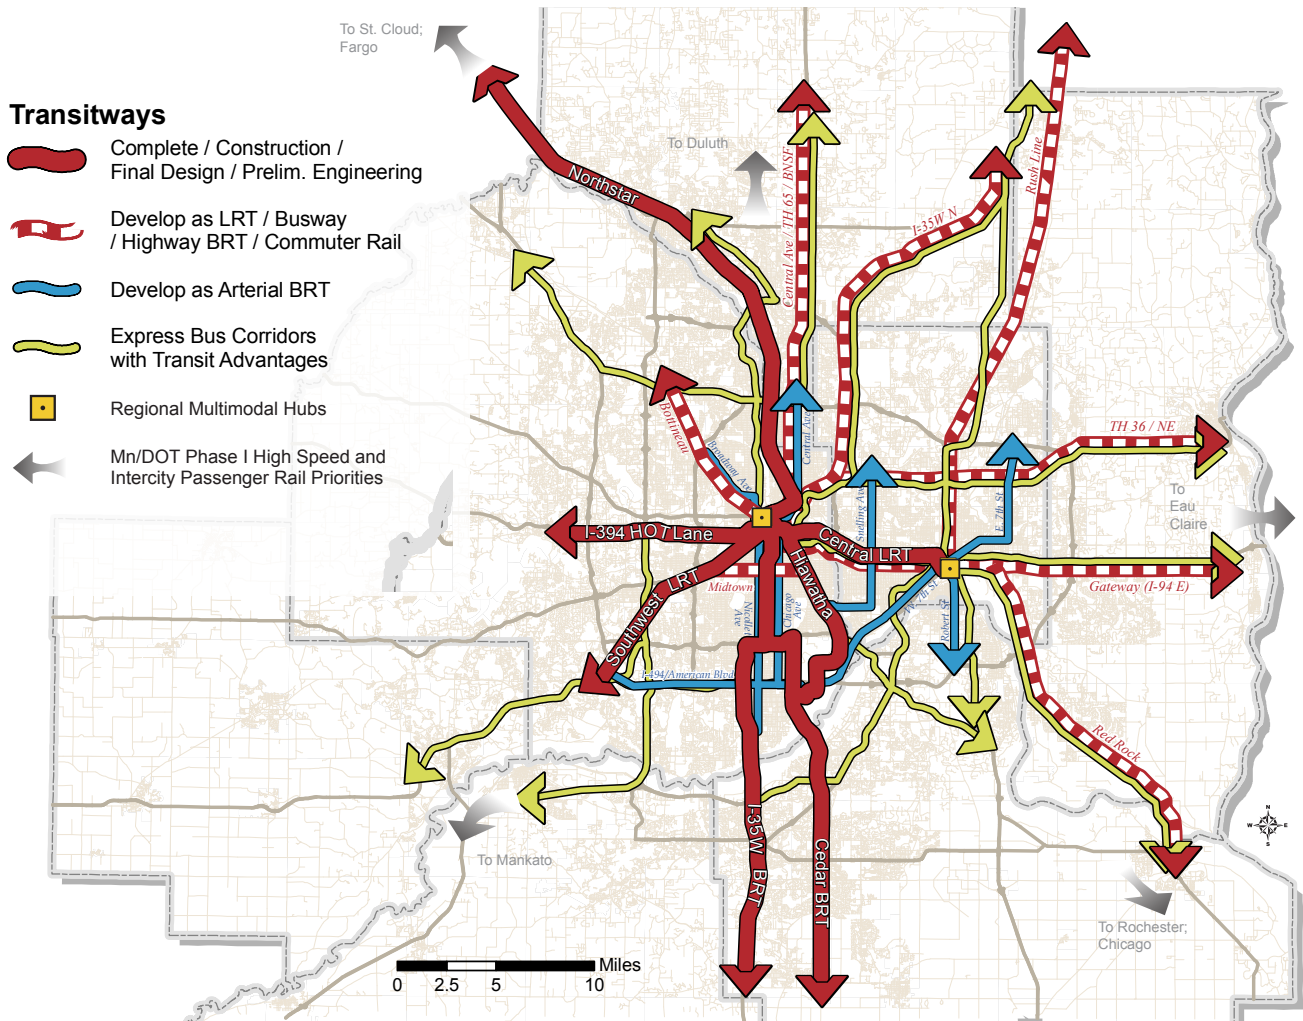 To St. Cloud;
Fargo
Transitways
Complete / Construction /
Final Design / Prelim. Engineering
Develop as LRT / Busway
/ Highway BRT / Commuter Rail
Develop as Arterial BRT
Express Bus Corridors
with Transit Advantages
Regional Multimodal Hubs
Mn/DOT Phase I High Speed and
Intercity Passenger Rail Priorities
To Duluth
Northstar
Central Ave / TH 65 / BNSF
I-35W N
Rush Line
Bottineau
Broadway Ave
Central Ave
TH 36 / NE
Snelling Ave
E. 7th St
To
Eau
Claire
I-394 HOT Lane
Central LRT
Hiawatha
Southwest LRT
Midtown
Nicollet
Ave
Chicago
Ave
W. 7th St
Robert St
Gateway (I-94 E)
I-494/American Blvd
Red Rock
I-35W BRT
Cedar BRT
To Mankato
To Rochester;
Chicago
Miles
0 2.5 5 10
N
W E
S